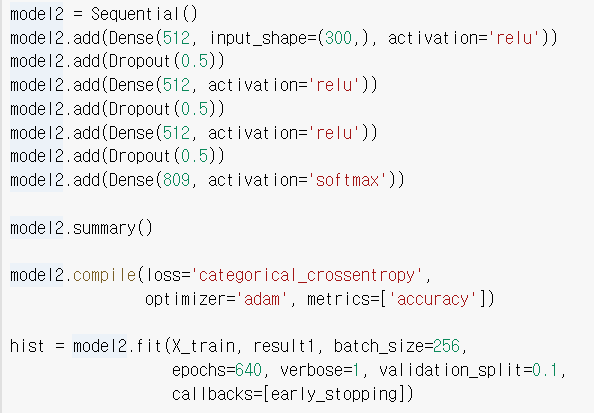 model2 = Sequential()
model2.add(Dense(512, input_shape=(300,), activation='relu'))
model2.add(Dropout(0.5))
model2.add(Dense(512, activation='relu'))
model2.add(Dropout(0.5))
model2.add(Dense(512, activation='relu'))
model2.add(Dropout(0.5))
model2.add(Dense(809, activation='softmax'))

model2.summary()

model2.compile(loss='categorical_crossentropy',
               optimizer='adam', metrics=['accuracy'])

hist = model2.fit(X_train, result1, batch_size=256,
                  epochs=640, verbose=1, validation_split=0.1,
                  callbacks=[early_stopping])